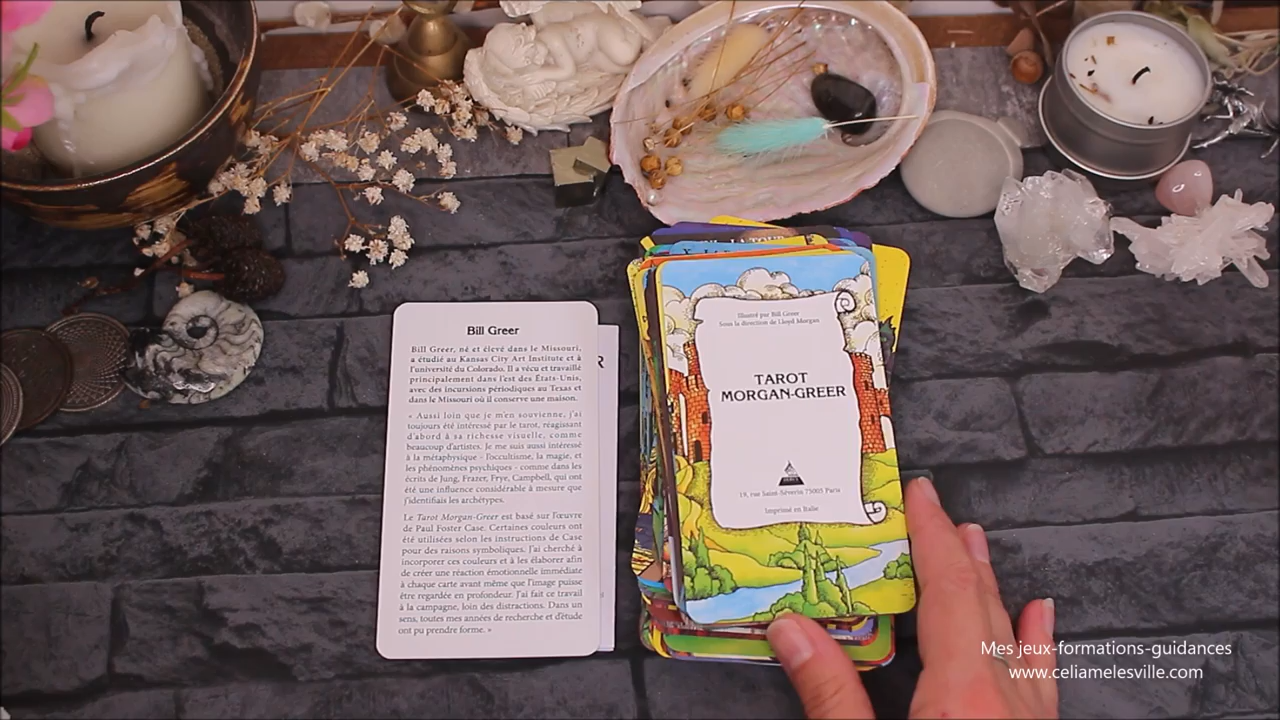 Bill Greer
Bill Greer, né et élevé dans le Missouri,
a étudié au Kansas City Art Institute et à
l'université du Colorado. Il a vécu et travaillé
principalement dans l'est des États-Unis,
avec des incursions périodiques au Texas et
dans le Missouri où il conserve une maison.
« Aussi loin que je m'en souvienne, j'ai
toujours été intéressé par le tarot, réagissant
d'abord à sa richesse visuelle, comme
beaucoup d'artistes. Je me suis aussi intéressé
à la métaphysique - l'occultisme, la magie, et
les phénomènes psychiques - comme dans les
écrits de Jung, Frazer, Frye, Campbell, qui ont
été une influence considérable à mesure que
j'identifiais les archétypes.
Le Tarot Morgan-Greer est basé sur l'œuvre
de Paul Foster Case. Certaines couleurs ont
été utilisées selon les instructions de Case
pour des raisons symboliques. J'ai cherché à
incorporer ces couleurs et à les élaborer afin
de créer une réaction émotionnelle immédiate
à chaque carte avant même que l'image puisse
être regardée en profondeur. J'ai fait ce travail
à la campagne, loin des distractions. Dans un
sens, toutes mes années de recherche et d'étude
ont pu prendre forme. »
R
LA TOUR
X
Illustré par Bill Greer
Sous la direction de Lloyd Morgan
TAROT
MORGAN-GREER
19, rue Saint-Séverin 75005 Paris
Imprimé en Italie
Mes jeux-formations-guidances
www.celiamelesville.com